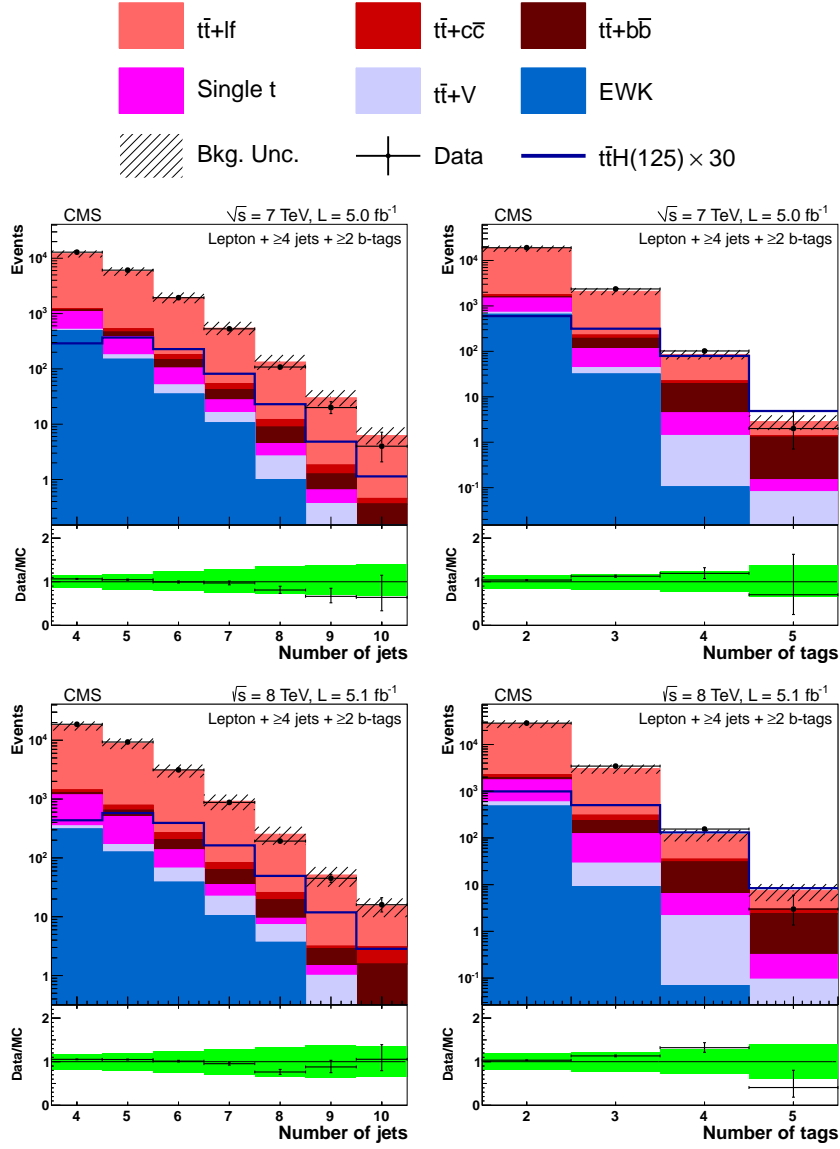 tt̄+lf tt̄+cc̄ tt̄+bb̄
Single t tt̄+V EWK
Bkg. Unc. Data tt̄H(125) × 30
CMS √s = 7 TeV, L = 5.0 fb⁻¹
Lepton + ≥4 jets + ≥2 b-tags
Events
10⁴
10³
10²
10
1
Data/MC
2
1
0
4 5 6 7 8 9 10
Number of jets
CMS √s = 7 TeV, L = 5.0 fb⁻¹
Lepton + ≥4 jets + ≥2 b-tags
Events
10⁴
10³
10²
10
1
10⁻¹
Data/MC
2
1
0
2 3 4 5
Number of tags
CMS √s = 8 TeV, L = 5.1 fb⁻¹
Lepton + ≥4 jets + ≥2 b-tags
Events
10⁴
10³
10²
10
1
Data/MC
2
1
0
4 5 6 7 8 9 10
Number of jets
CMS √s = 8 TeV, L = 5.1 fb⁻¹
Lepton + ≥4 jets + ≥2 b-tags
Events
10⁴
10³
10²
10
1
10⁻¹
Data/MC
2
1
0
2 3 4 5
Number of tags